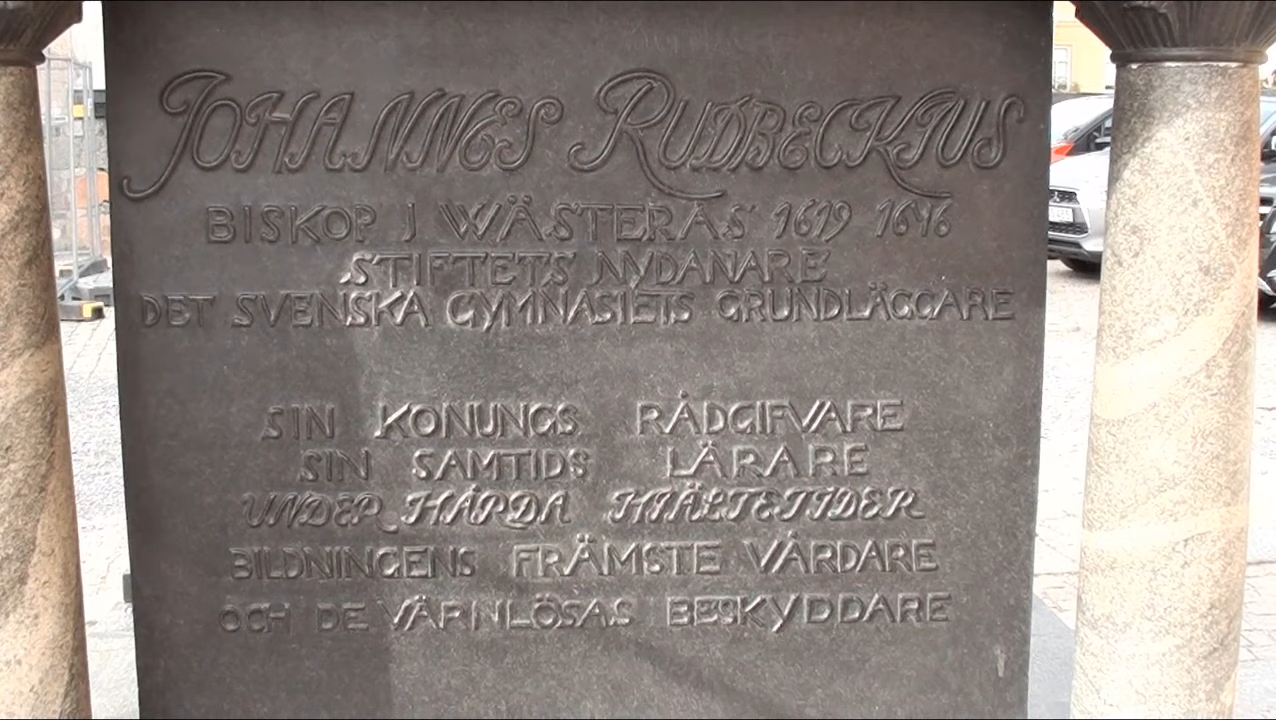 JOHANNES RUDBECKIUS
BISKOP I WÄSTERÅS 1619 1646
STIFTETS NYDANARE
DET SVENSKA GYMNASIETS GRUNDLÄGGARE
SIN KONUNGS RÅDGIFVARE
SIN SAMTIDS LÄRARE
UNDER HÅRDA HJÄLTETIDER
BILDNINGENS FRÄMSTE VÅRDARE
OCH DE VÄRNLÖSAS BESKYDDARE